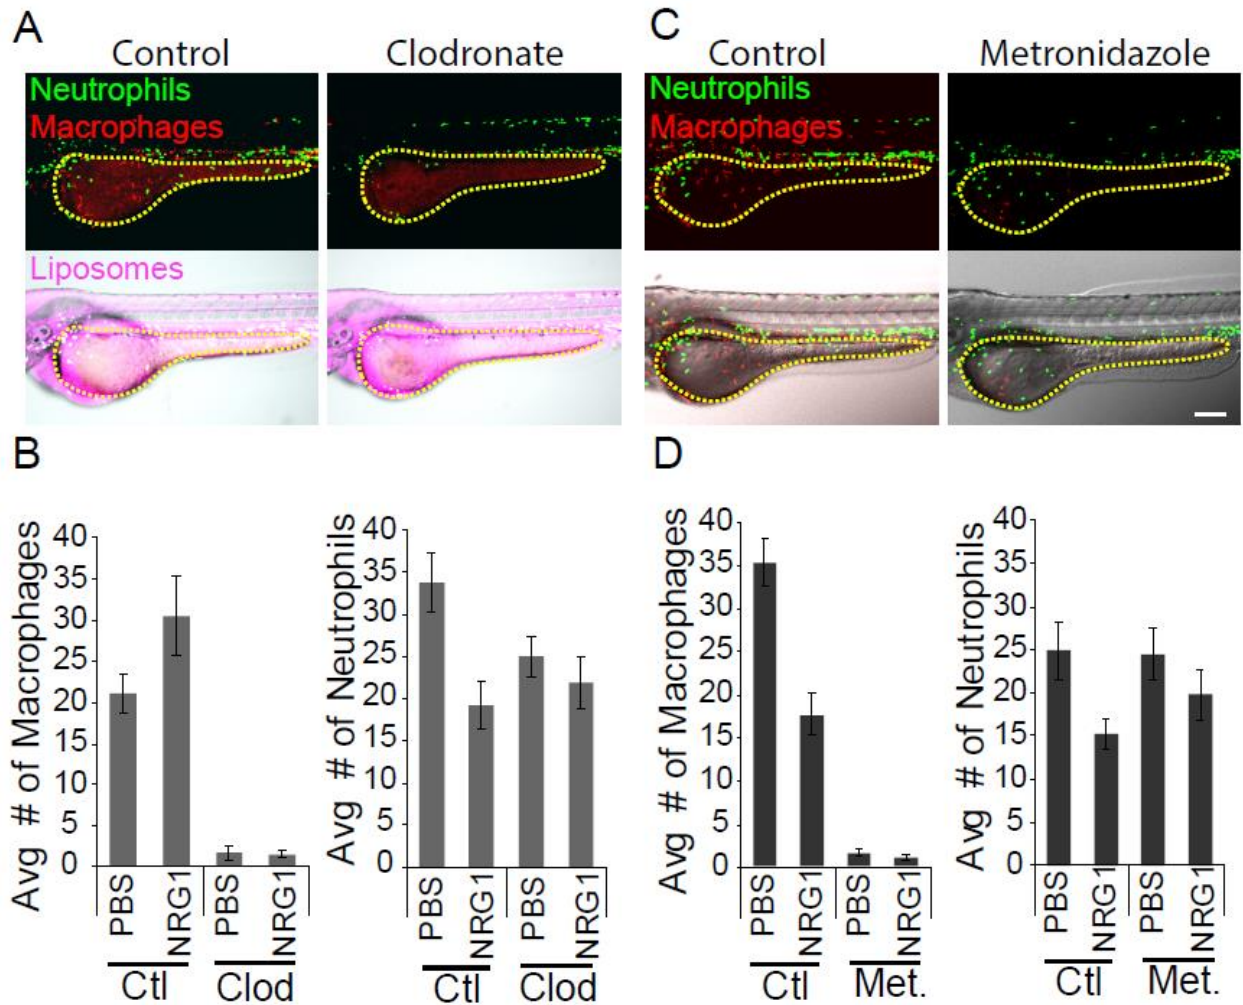 A
Control
Clodronate
Neutrophils
Macrophages
Liposomes
C
Control
Metronidazole
Neutrophils
Macrophages
B
Avg # of Macrophages
40
35
30
25
20
15
10
5
0
PBS
NRG1
PBS
NRG1
Ctl
Clod
Avg # of Neutrophils
40
35
30
25
20
15
10
5
0
PBS
NRG1
PBS
NRG1
Ctl
Clod
D
Avg # of Macrophages
40
35
30
25
20
15
10
5
0
PBS
NRG1
PBS
NRG1
Ctl
Met.
Avg # of Neutrophils
40
35
30
25
20
15
10
5
0
PBS
NRG1
PBS
NRG1
Ctl
Met.